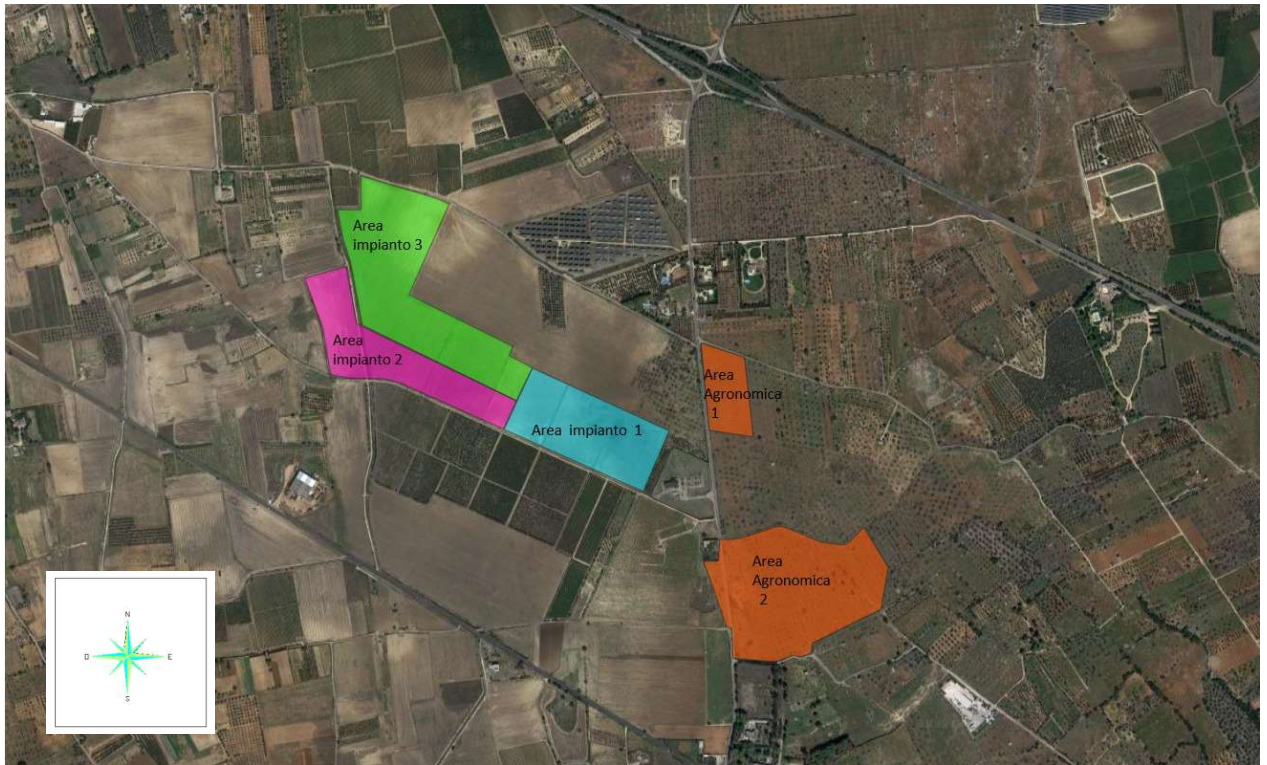 Area
impianto 3
Area
impianto 2
Area impianto 1
Area
Agronomica
1
Area
Agronomica
2
N
O E
S